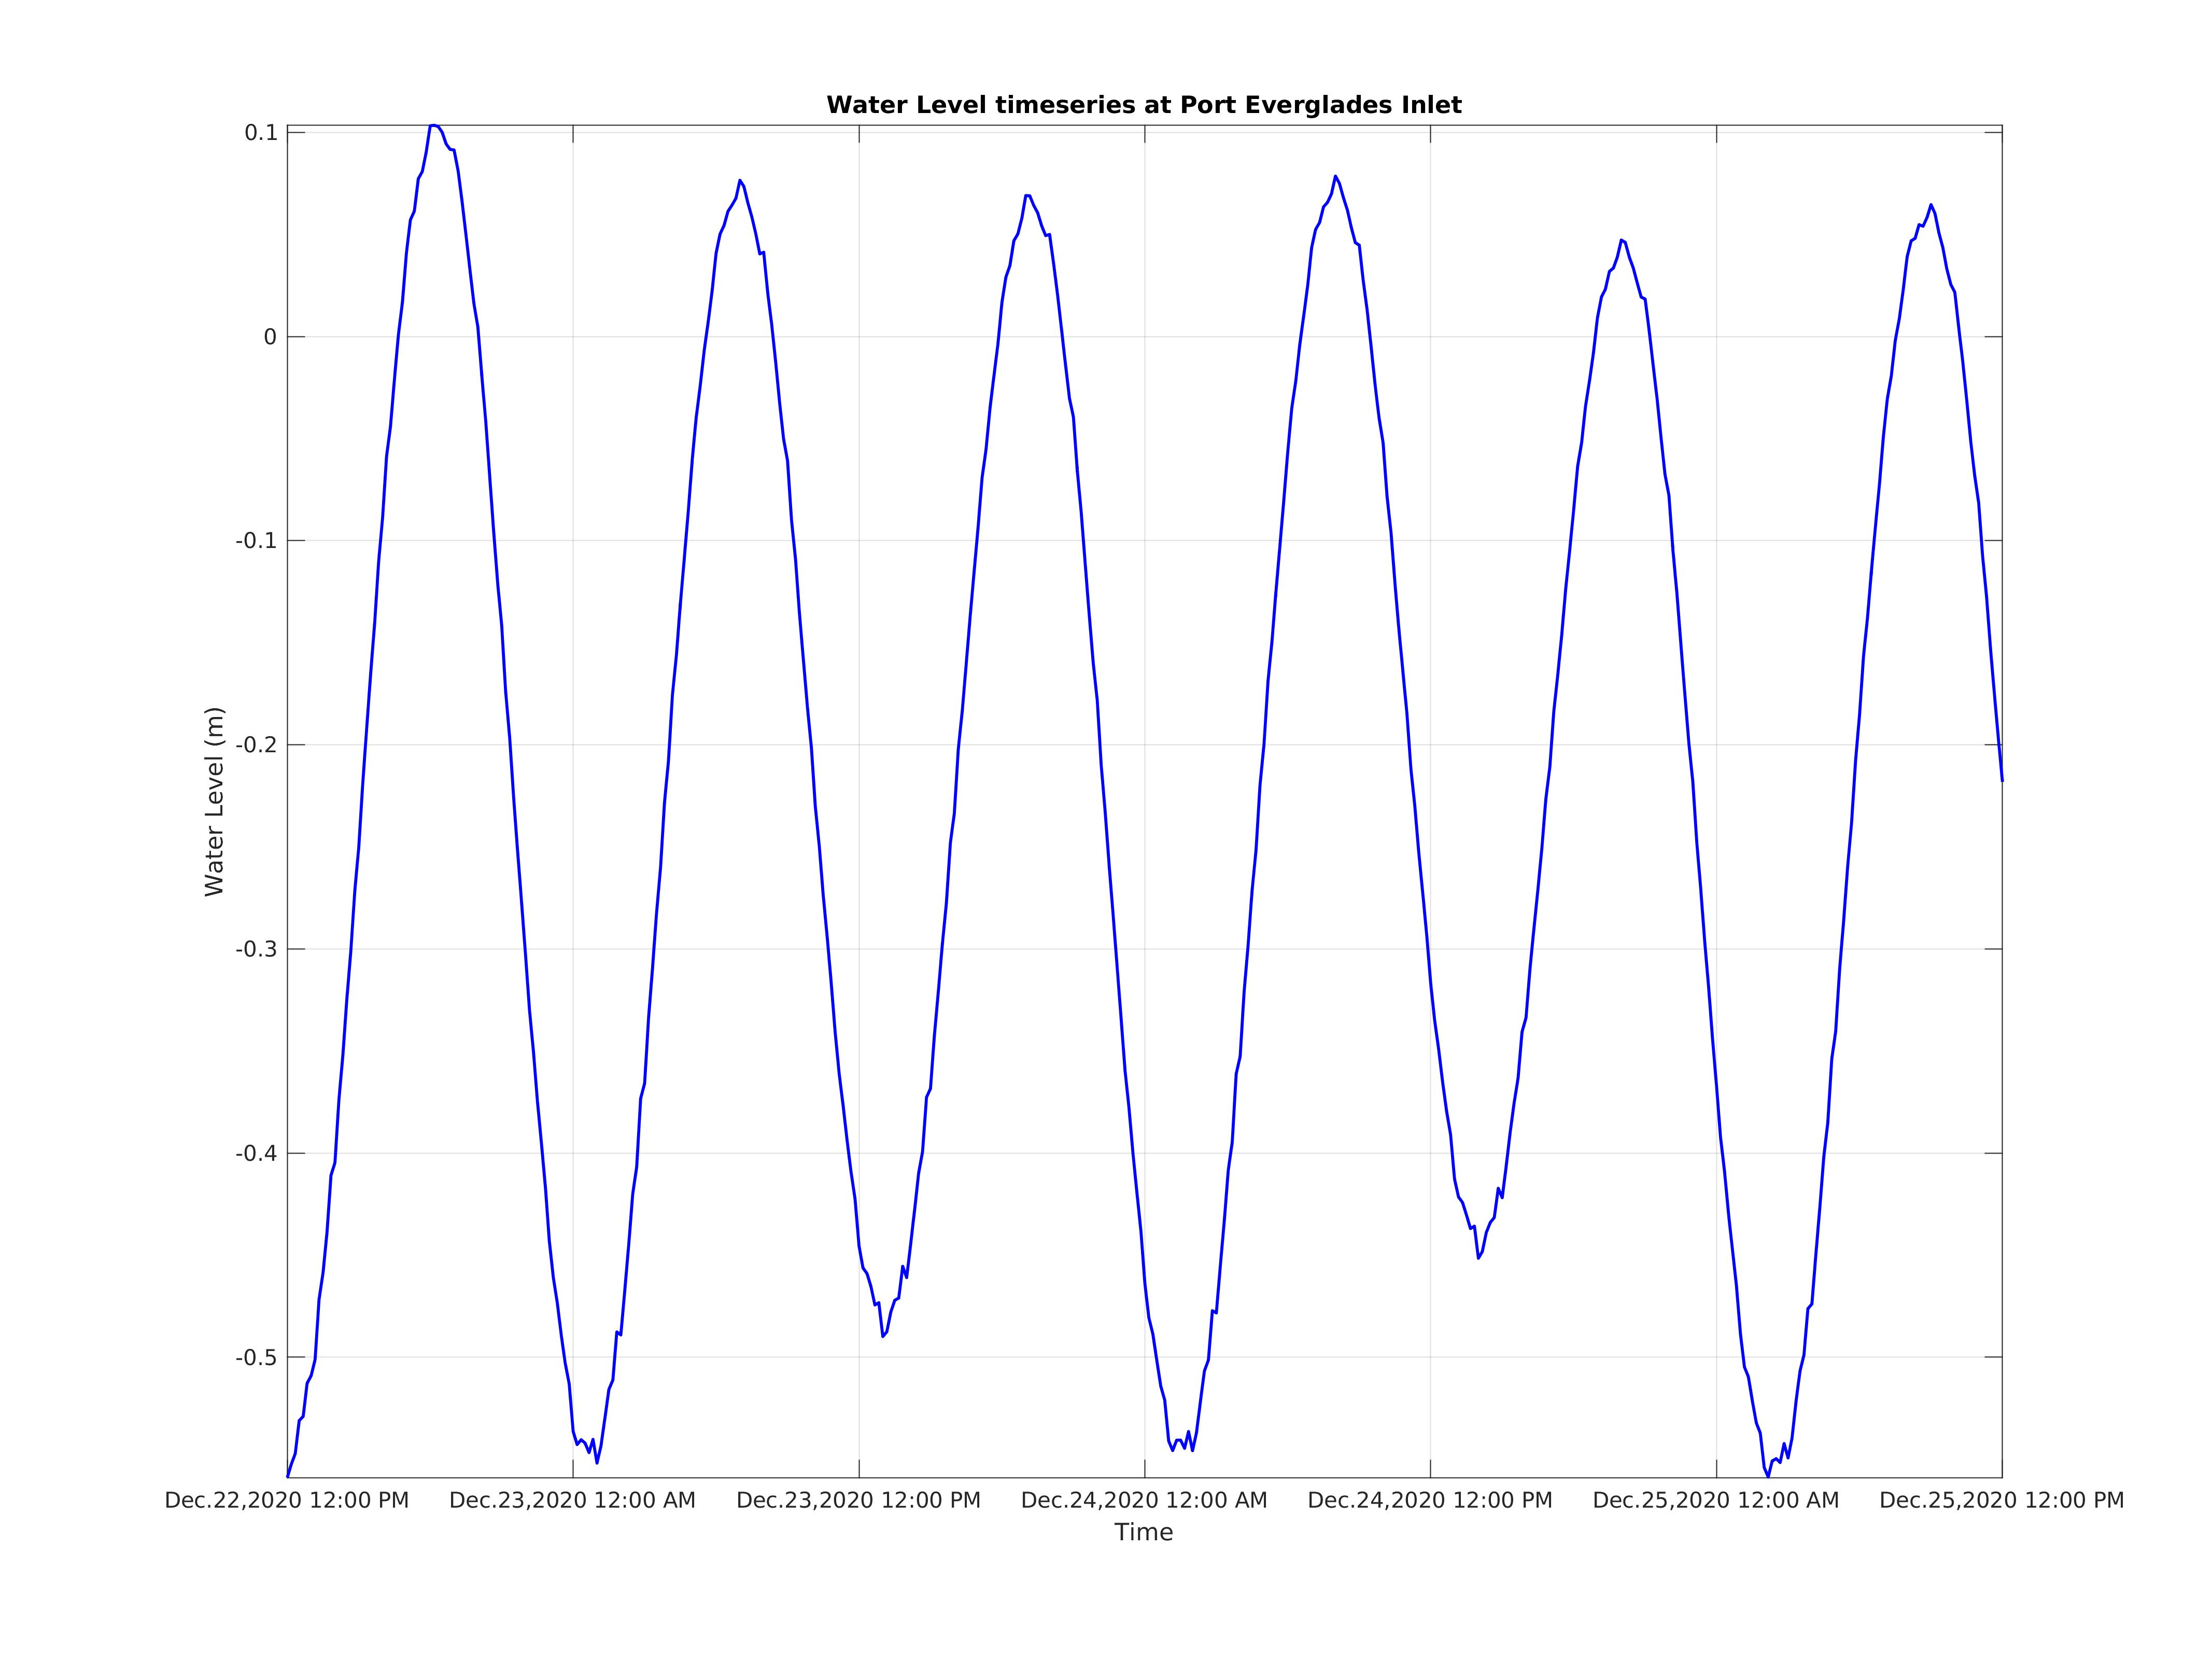 Water Level timeseries at Port Everglades Inlet
0.1
0
-0.1
-0.2
-0.3
-0.4
-0.5
Water Level (m)
Dec.22,2020 12:00 PM
Dec.23,2020 12:00 AM
Dec.23,2020 12:00 PM
Dec.24,2020 12:00 AM
Dec.24,2020 12:00 PM
Dec.25,2020 12:00 AM
Dec.25,2020 12:00 PM
Time